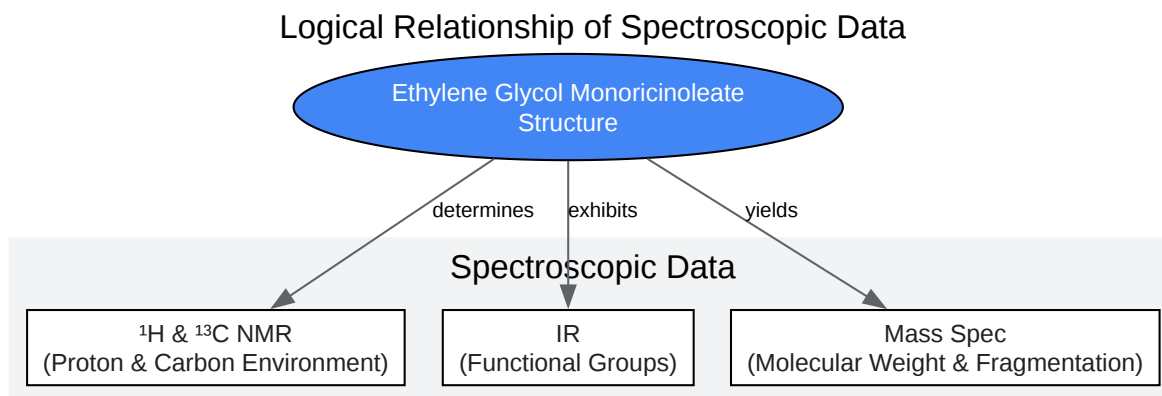 Logical Relationship of Spectroscopic Data
Ethylene Glycol Monoricinoleate
Structure
determines
exhibits
yields
Spectroscopic Data
¹H & ¹³C NMR
(Proton & Carbon Environment)
IR
(Functional Groups)
Mass Spec
(Molecular Weight & Fragmentation)